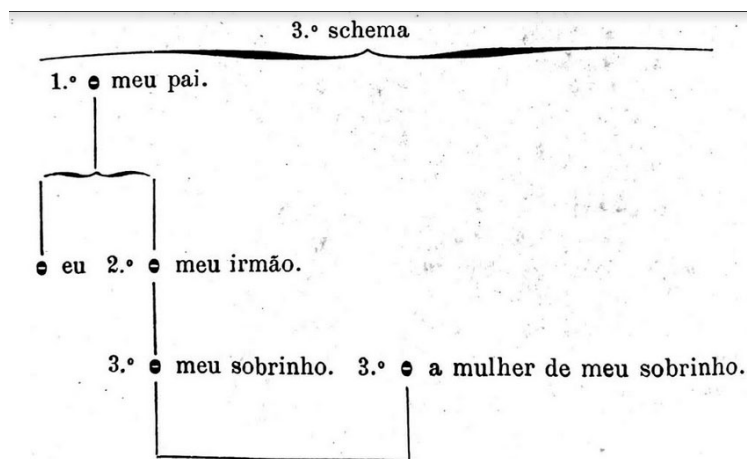 3.º schema
1.º meu pai.
eu 2.º meu irmão.
3.º meu sobrinho. 3.º a mulher de meu sobrinho.